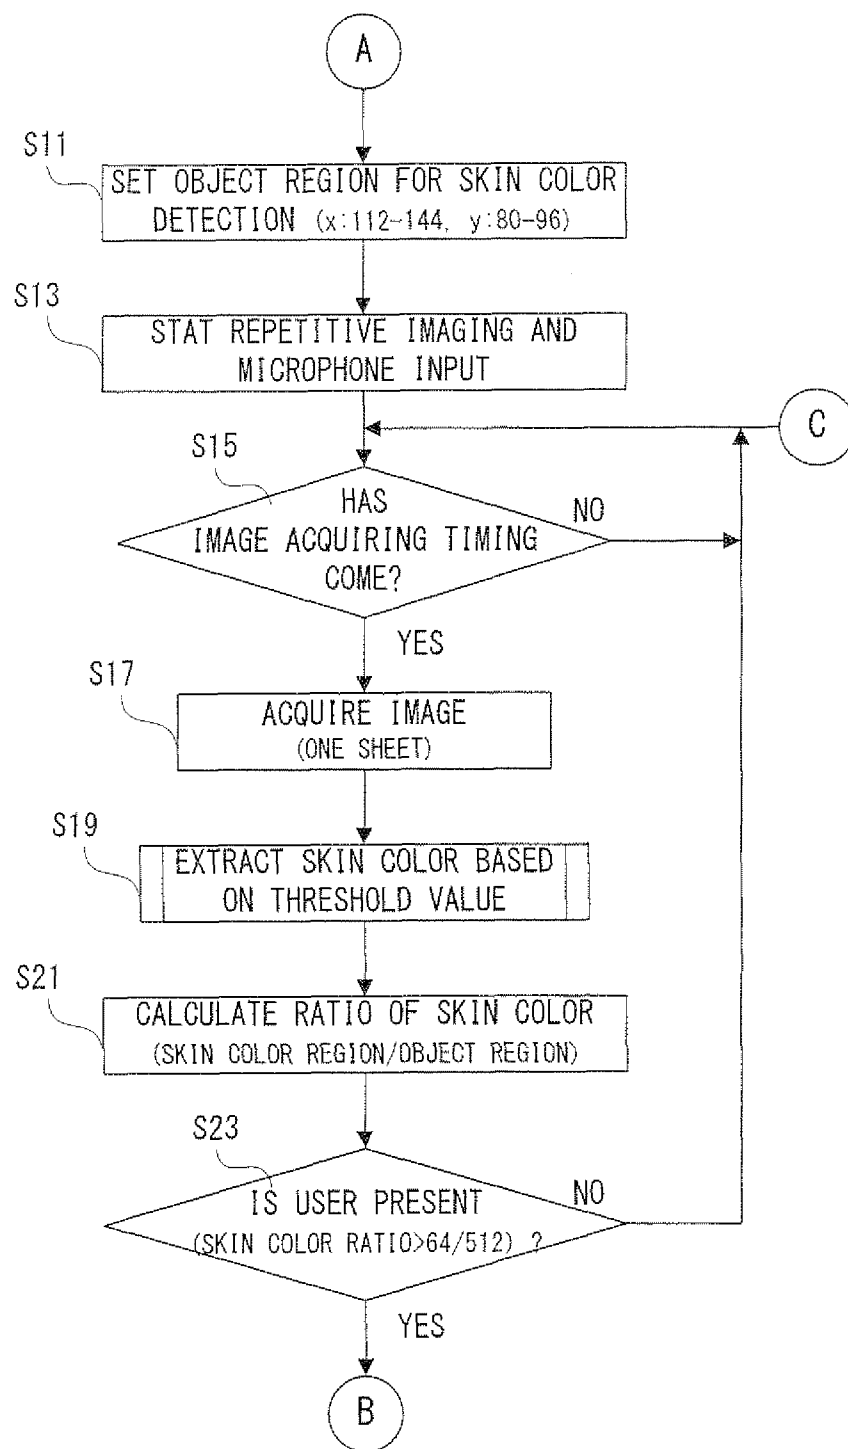 A
S11
SET OBJECT REGION FOR SKIN COLOR
DETECTION (x:112-144, y:80-96)
S13
STAT REPETITIVE IMAGING AND
MICROPHONE INPUT
C
S15
HAS
IMAGE ACQUIRING TIMING
COME?
NO
YES
S17
ACQUIRE IMAGE
(ONE SHEET)
S19
EXTRACT SKIN COLOR BASED
ON THRESHOLD VALUE
S21
CALCULATE RATIO OF SKIN COLOR
(SKIN COLOR REGION/OBJECT REGION)
S23
IS USER PRESENT
(SKIN COLOR RATIO>64/512) ?
NO
YES
B